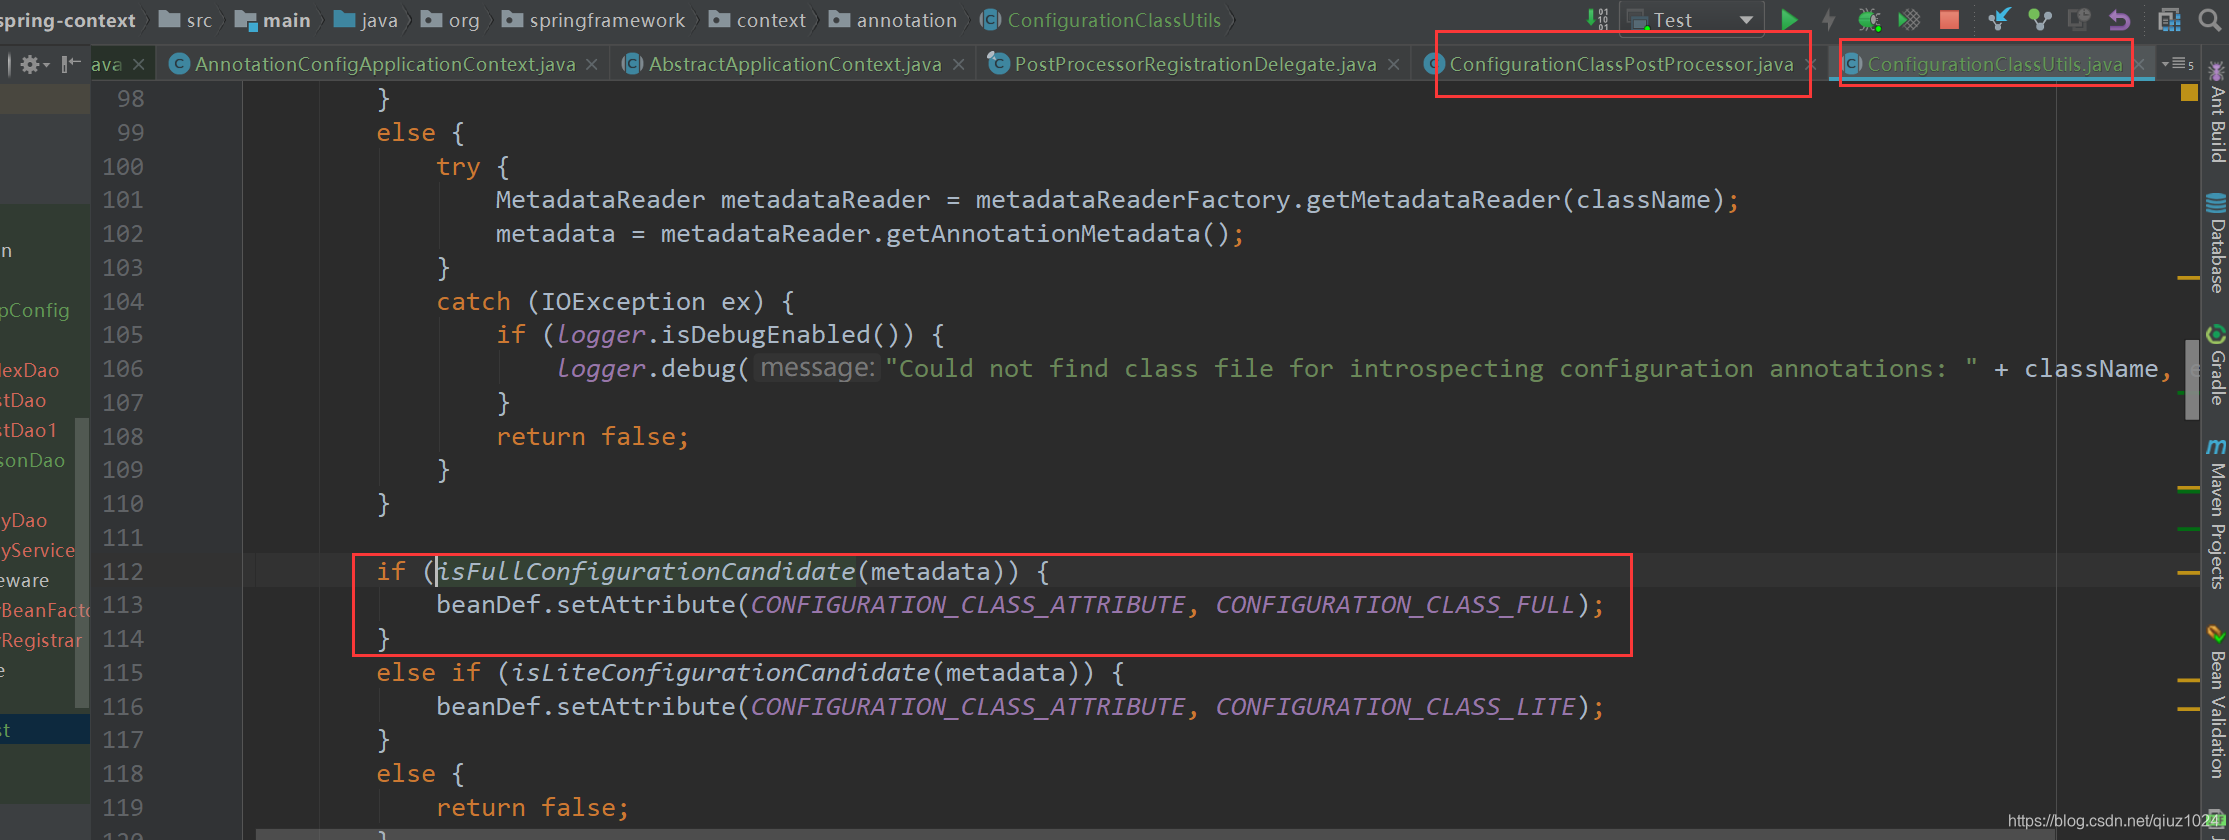 spring-context src main java org springframework context annotation ConfigurationClassUtils Test
ava AnnotationConfigApplicationContext.java AbstractApplicationContext.java PostProcessorRegistrationDelegate.java ConfigurationClassPostProcessor.java ConfigurationClassUtils.java 5
98 }
99 else {
100 try {
101 MetadataReader metadataReader = metadataReaderFactory.getMetadataReader(className);
102 metadata = metadataReader.getAnnotationMetadata();
103 }
104 catch (IOException ex) {
105 if (logger.isDebugEnabled()) {
106 logger.debug( message: "Could not find class file for introspecting configuration annotations: " + className, e
107 }
108 return false;
109 }
110 }
111
112 if (isFullConfigurationCandidate(metadata)) {
113 beanDef.setAttribute(CONFIGURATION_CLASS_ATTRIBUTE, CONFIGURATION_CLASS_FULL);
114 }
115 else if (isLiteConfigurationCandidate(metadata)) {
116 beanDef.setAttribute(CONFIGURATION_CLASS_ATTRIBUTE, CONFIGURATION_CLASS_LITE);
117 }
118 else {
119 return false;
120 }
n
pConfig
lexDao
stDao
stDao1
sonDao
yDao
yService
eware
yBeanFacto
yRegistrar
e
st
Ant Build
Database
Gradle
m Maven Projects
Bean Validation
https://blog.csdn.net/qiuz1024